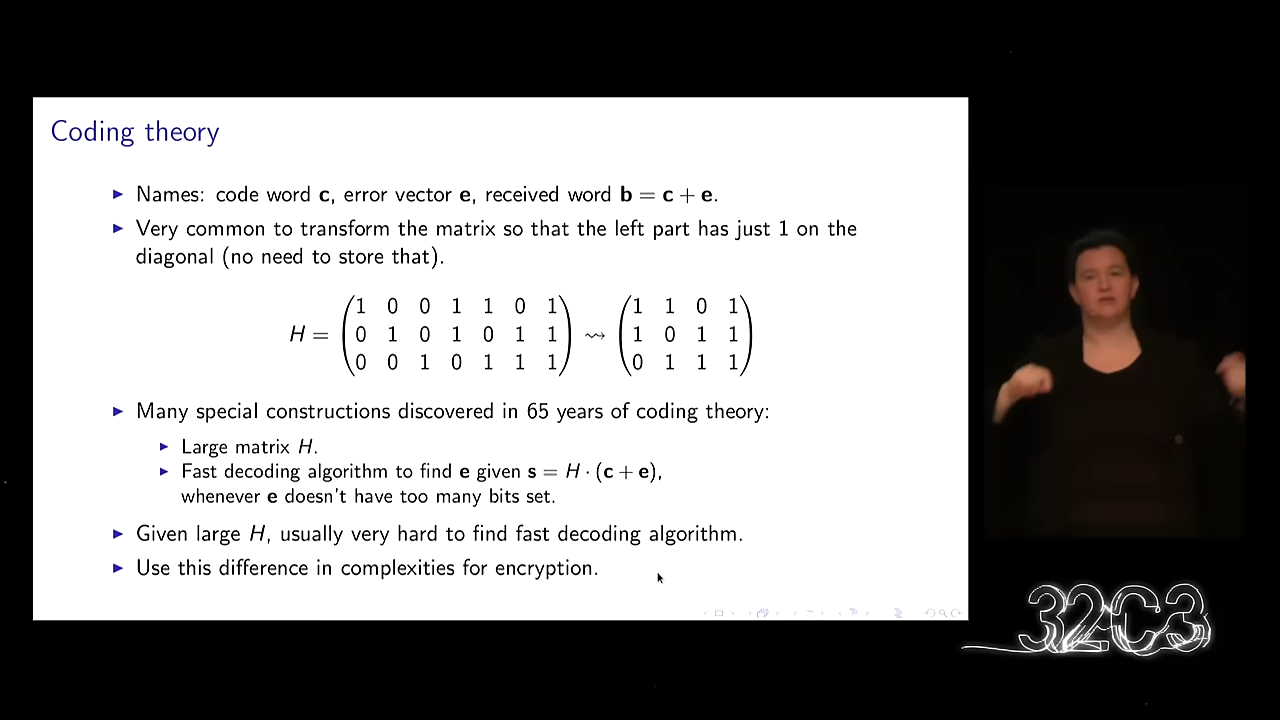 Coding theory
▶ Names: code word c, error vector e, received word b = c + e.
▶ Very common to transform the matrix so that the left part has just 1 on the
diagonal (no need to store that).
H = (1 0 0 1 1 0 1) ⇝ (1 1 0 1)
(0 1 0 1 0 1 1) (1 0 1 1)
(0 0 1 0 1 1 1) (0 1 1 1)
▶ Many special constructions discovered in 65 years of coding theory:
▶ Large matrix H.
▶ Fast decoding algorithm to find e given s = H · (c + e),
whenever e doesn't have too many bits set.
▶ Given large H, usually very hard to find fast decoding algorithm.
▶ Use this difference in complexities for encryption.
32C3